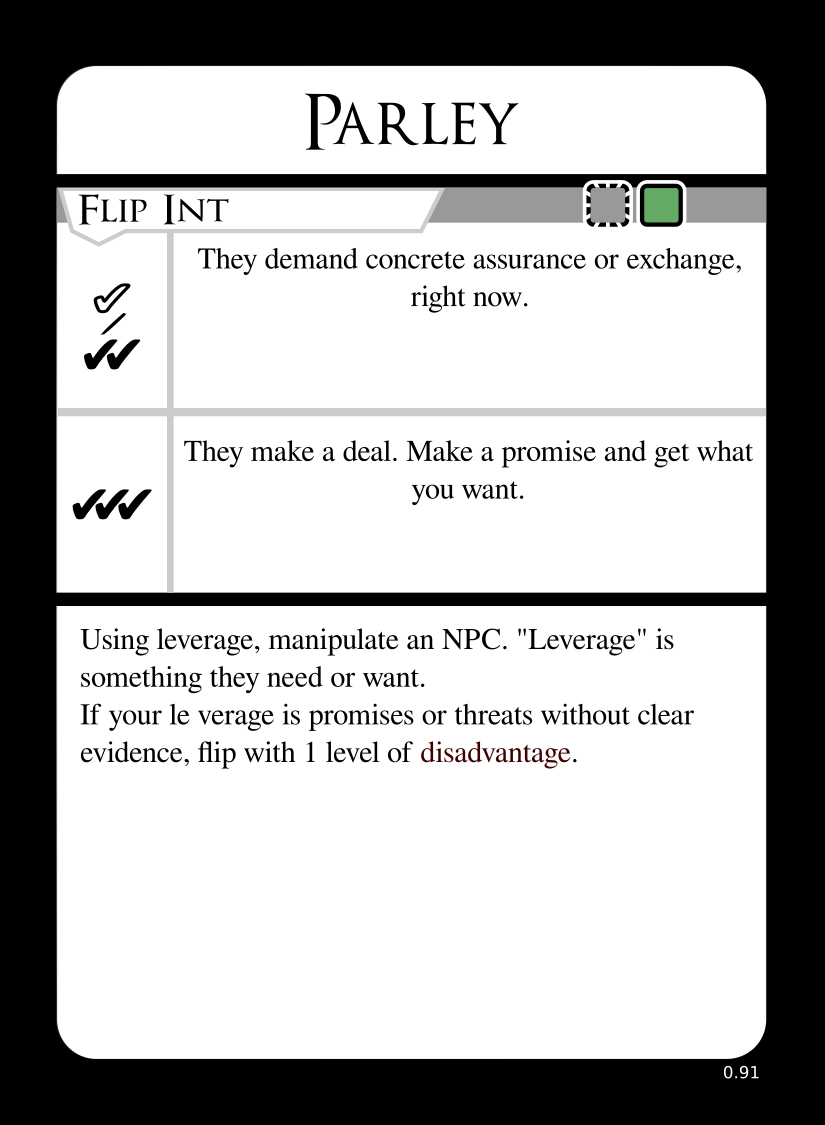 PARLEY
FLIP INT
They demand concrete assurance or exchange,
right now.
They make a deal. Make a promise and get what
you want.
Using leverage, manipulate an NPC. "Leverage" is
something they need or want.
If your le verage is promises or threats without clear
evidence, flip with 1 level of disadvantage.
0.91